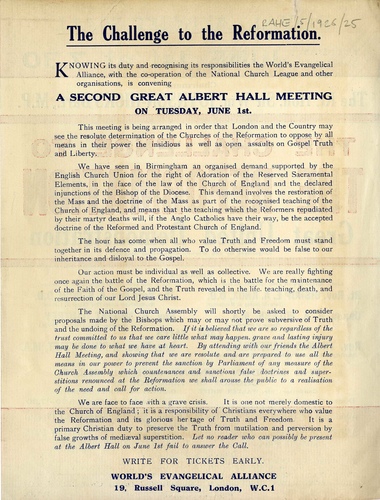 RAHE/5/1926/25
The Challenge to the Reformation.
KNOWING its duty and recognising its responsibilities the World's Evangelical
Alliance, with the co-operation of the National Church League and other
organisations, is convening
A SECOND GREAT ALBERT HALL MEETING
ON TUESDAY, JUNE 1st.
This meeting is being arranged in order that London and the Country may
see the resolute determination of the Churches of the Reformation to oppose by all
means in their power the insidious as well as open assaults on Gospel Truth
and Liberty.
We have seen in Birmingham an organised demand supported by the
English Church Union for the right of Adoration of the Reserved Sacramental
Elements, in face of the law of the Church of England and the declared
injunctions of the Bishop of the Diocese. This demand involves the restoration of
the Mass and the doctrine of the Mass as part of the recognised teaching of the
Church of England, and means that the teaching which the Reformers repudiated
by their martyr deaths will, if the Anglo Catholics have their way, be the accepted
doctrine of the Reformed and Protestant Church of England.
The hour has come when all who value Truth and Freedom must stand
together in its defence and propagation. To do otherwise would be false to our
inheritance and disloyal to the Gospel.
Our action must be individual as well as collective. We are really fighting
once again the battle of the Reformation, which is the battle for the maintenance
of the Faith of the Gospel, and the Truth revealed in the life, teaching, death, and
resurrection of our Lord Jesus Christ.
The National Church Assembly will shortly be asked to consider
proposals made by the Bishops which may or may not prove subversive of Truth
and the undoing of the Reformation. If it is believed that we are so regardless of the
trust committed to us that we care little what may happen, grave and lasting injury
may be done to what we have at heart. By attending with our friends the Albert
Hall Meeting, and showing that we are resolute and are prepared to use all the
means in our power to prevent the sanction by Parliament of any measure of the
Church Assembly which countenances and sanctions false doctrines and super-
stitions renounced at the Reformation we shall arouse the public to a realisation
of the need and call for action.
We are face to face with a grave crisis. It is one not merely domestic to
the Church of England; it is a responsibility of Christians everywhere who value
the Reformation and its glorious heritage of Truth and Freedom. It is a
primary Christian duty to preserve the Truth from mutilation and perversion by
false growths of mediæval superstition. Let no reader who can possibly be present
at the Albert Hall on June 1st fail to answer the Call.
WRITE FOR TICKETS EARLY.
WORLD'S EVANGELICAL ALLIANCE
19, Russell Square, London, W.C.1